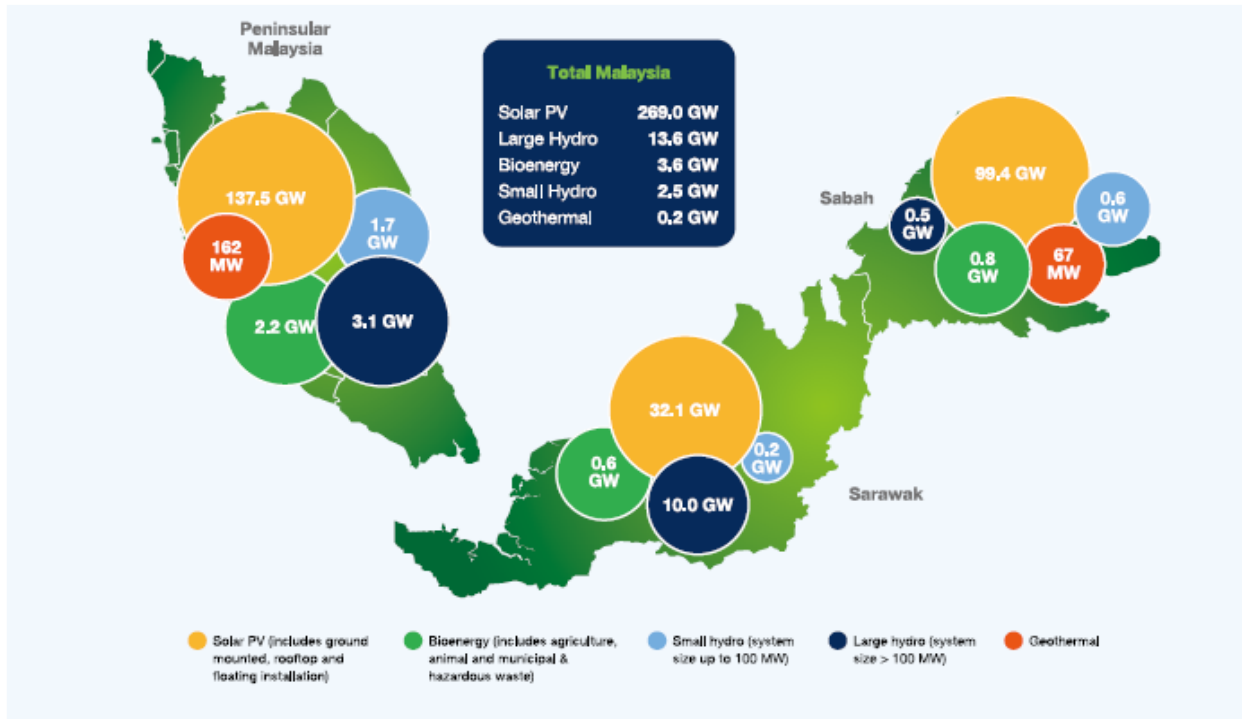 Peninsular
Malaysia
Total Malaysia
Solar PV 269.0 GW
Large Hydro 13.6 GW
Bioenergy 3.6 GW
Small Hydro 2.5 GW
Geothermal 0.2 GW
137.5 GW
1.7
GW
162
MW
2.2 GW
3.1 GW
Sabah
99.4 GW
0.6
GW
0.5
GW
0.8
GW
67
MW
32.1 GW
0.6
GW
0.2
GW
10.0 GW
Sarawak
Solar PV (includes ground
mounted, rooftop and
floating installation)
Bioenergy (includes agriculture,
animal and municipal &
hazardous waste)
Small hydro (system
size up to 100 MW)
Large hydro (system
size > 100 MW)
Geothermal